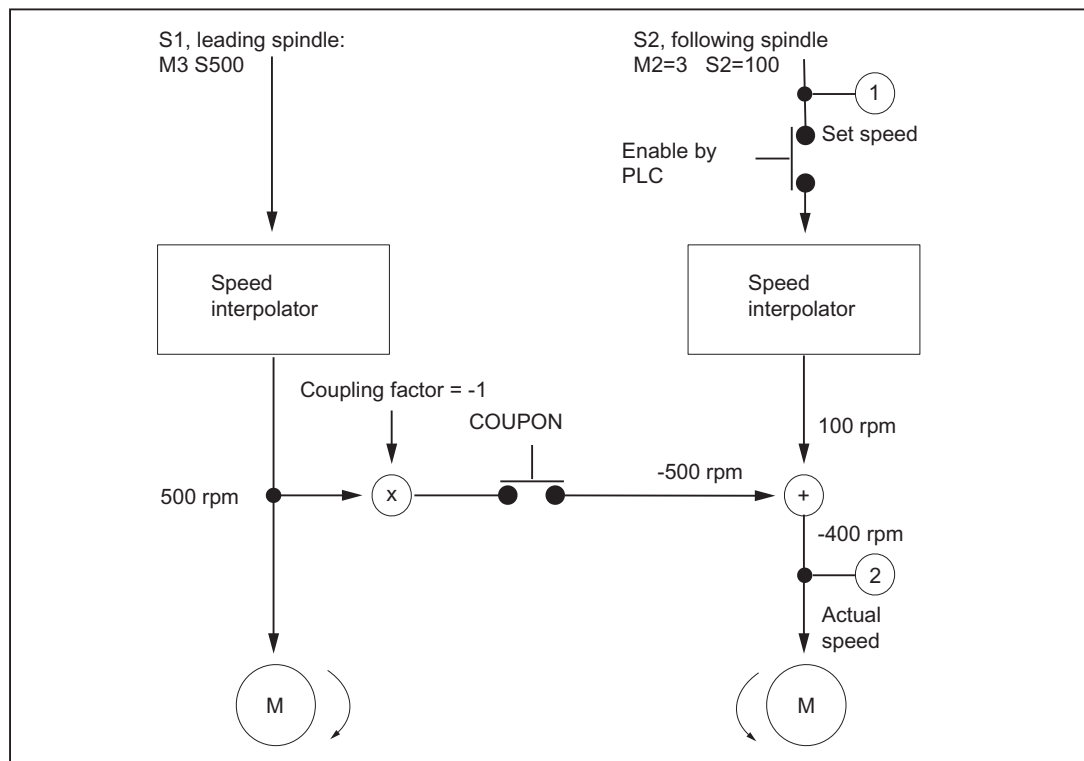 S1, leading spindle:
M3 S500
S2, following spindle
M2=3 S2=100
1
Set speed
Enable by
PLC
Speed
interpolator
Speed
interpolator
Coupling factor = -1
COUPON
100 rpm
500 rpm
x
-500 rpm
+
-400 rpm
2
Actual
speed
M
M